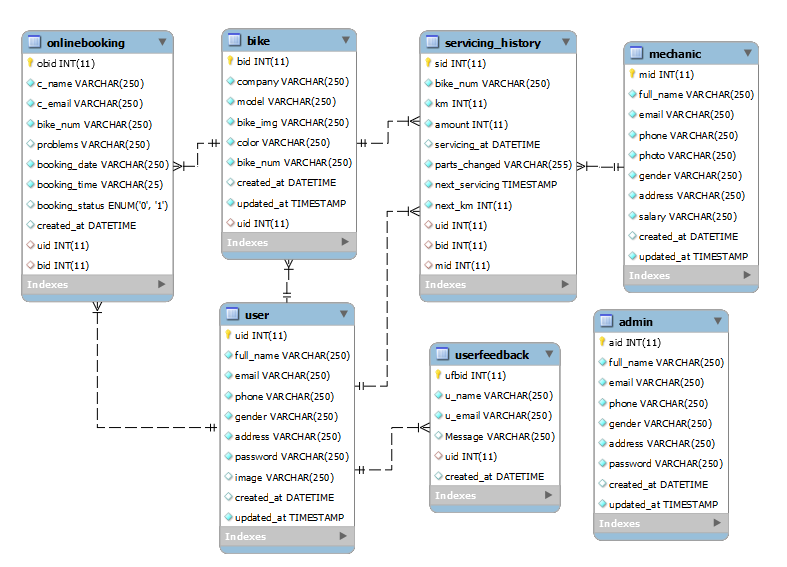 onlinebooking
obid INT(11)
c_name VARCHAR(250)
c_email VARCHAR(250)
bike_num VARCHAR(250)
problems VARCHAR(250)
booking_date VARCHAR(250)
booking_time VARCHAR(25)
booking_status ENUM('0', '1')
created_at DATETIME
uid INT(11)
bid INT(11)
Indexes
bike
bid INT(11)
company VARCHAR(250)
model VARCHAR(250)
bike_img VARCHAR(250)
color VARCHAR(250)
bike_num VARCHAR(250)
created_at DATETIME
updated_at TIMESTAMP
uid INT(11)
Indexes
servicing_history
sid INT(11)
bike_num VARCHAR(250)
km INT(11)
amount INT(11)
servicing_at DATETIME
parts_changed VARCHAR(255)
next_servicing TIMESTAMP
next_km INT(11)
uid INT(11)
bid INT(11)
mid INT(11)
Indexes
mechanic
mid INT(11)
full_name VARCHAR(250)
email VARCHAR(250)
phone VARCHAR(250)
photo VARCHAR(250)
gender VARCHAR(250)
address VARCHAR(250)
salary VARCHAR(250)
created_at DATETIME
updated_at TIMESTAMP
Indexes
user
uid INT(11)
full_name VARCHAR(250)
email VARCHAR(250)
phone VARCHAR(250)
gender VARCHAR(250)
address VARCHAR(250)
password VARCHAR(250)
image VARCHAR(250)
created_at DATETIME
updated_at TIMESTAMP
Indexes
userfeedback
ufbid INT(11)
u_name VARCHAR(250)
u_email VARCHAR(250)
Message VARCHAR(250)
uid INT(11)
created_at DATETIME
Indexes
admin
aid INT(11)
full_name VARCHAR(250)
email VARCHAR(250)
phone VARCHAR(250)
gender VARCHAR(250)
address VARCHAR(250)
password VARCHAR(250)
created_at DATETIME
updated_at TIMESTAMP
Indexes